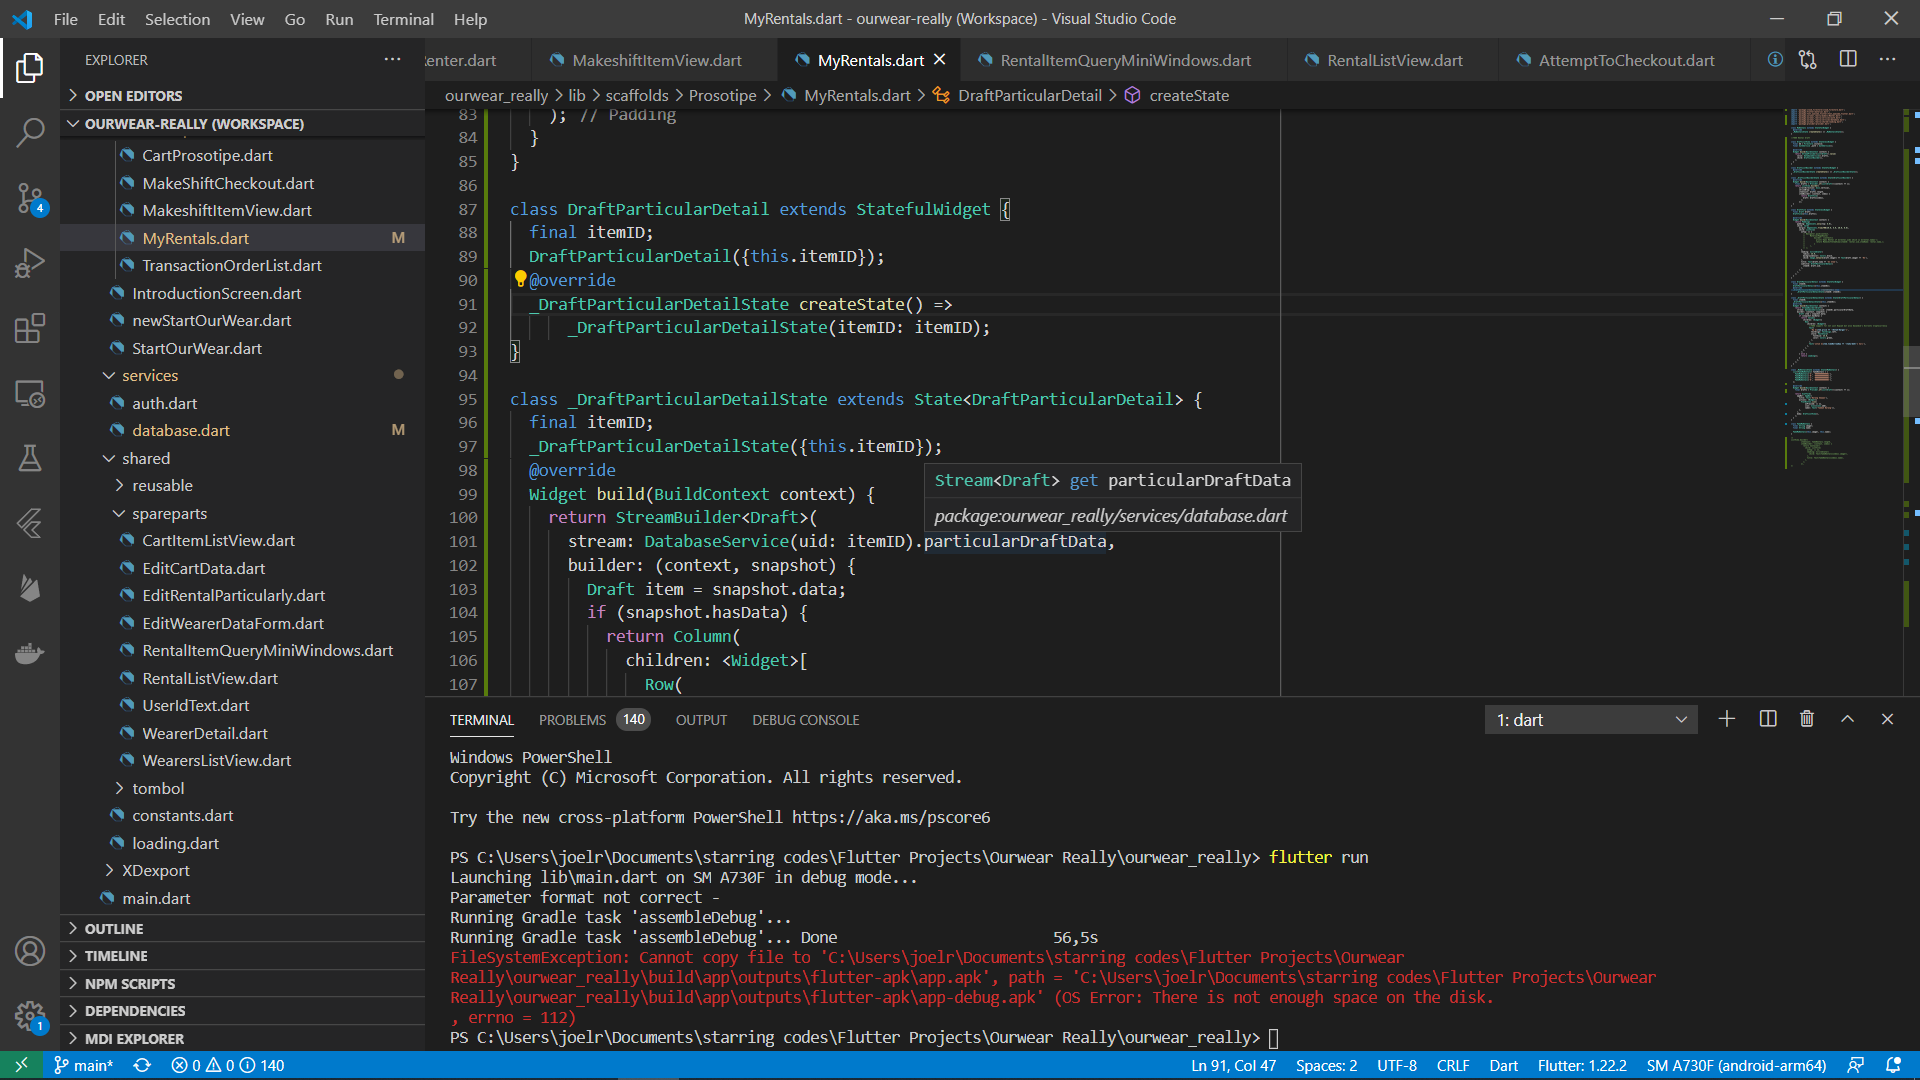 File Edit Selection View Go Run Terminal Help
MyRentals.dart - ourwear-really (Workspace) - Visual Studio Code
EXPLORER
OPEN EDITORS
OURWEAR-REALLY (WORKSPACE)
CartProsotipe.dart
MakeShiftCheckout.dart
MakeshiftItemView.dart
MyRentals.dart M
TransactionOrderList.dart
IntroductionScreen.dart
newStartOurWear.dart
StartOurWear.dart
services
auth.dart
database.dart M
shared
reusable
spareparts
CartItemListView.dart
EditCartData.dart
EditRentalParticularly.dart
EditWearerDataForm.dart
RentalItemQueryMiniWindows.dart
RentalListView.dart
UserIdText.dart
WearerDetail.dart
WearersListView.dart
tombol
constants.dart
loading.dart
XDexport
main.dart
OUTLINE
TIMELINE
NPM SCRIPTS
DEPENDENCIES
MDI EXPLORER
4
1
enter.dart MakeshiftItemView.dart MyRentals.dart RentalItemQueryMiniWindows.dart RentalListView.dart AttemptToCheckout.dart
ourwear_really > lib > scaffolds > Prosotipe > MyRentals.dart > DraftParticularDetail > createState
83 ); // Padding
84 }
85 }
86
87 class DraftParticularDetail extends StatefulWidget {
88 final itemID;
89 DraftParticularDetail({this.itemID});
90 @override
91 _DraftParticularDetailState createState() =>
92 _DraftParticularDetailState(itemID: itemID);
93 }
94
95 class _DraftParticularDetailState extends State<DraftParticularDetail> {
96 final itemID;
97 _DraftParticularDetailState({this.itemID});
98 @override
99 Widget build(BuildContext context) {
100 return StreamBuilder<Draft>(
101 stream: DatabaseService(uid: itemID).particularDraftData,
102 builder: (context, snapshot) {
103 Draft item = snapshot.data;
104 if (snapshot.hasData) {
105 return Column(
106 children: <Widget>[
107 Row(
Stream<Draft> get particularDraftData
package:ourwear_really/services/database.dart
TERMINAL PROBLEMS 140 OUTPUT DEBUG CONSOLE
1: dart
Windows PowerShell
Copyright (C) Microsoft Corporation. All rights reserved.
Try the new cross-platform PowerShell https://aka.ms/pscore6
PS C:\Users\joelr\Documents\starring codes\Flutter Projects\Ourwear Really\ourwear_really> flutter run
Launching lib\main.dart on SM A730F in debug mode...
Parameter format not correct -
Running Gradle task 'assembleDebug'...
Running Gradle task 'assembleDebug'... Done 56,5s
FileSystemException: Cannot copy file to 'C:\Users\joelr\Documents\starring codes\Flutter Projects\Ourwear
Really\ourwear_really\build\app\outputs\flutter-apk\app.apk', path = 'C:\Users\joelr\Documents\starring codes\Flutter Projects\Ourwear
Really\ourwear_really\build\app\outputs\flutter-apk\app-debug.apk' (OS Error: There is not enough space on the disk.
, errno = 112)
PS C:\Users\joelr\Documents\starring codes\Flutter Projects\Ourwear Really\ourwear_really>
main* 0 0 140
Ln 91, Col 47 Spaces: 2 UTF-8 CRLF Dart Flutter: 1.22.2 SM A730F (android-arm64)